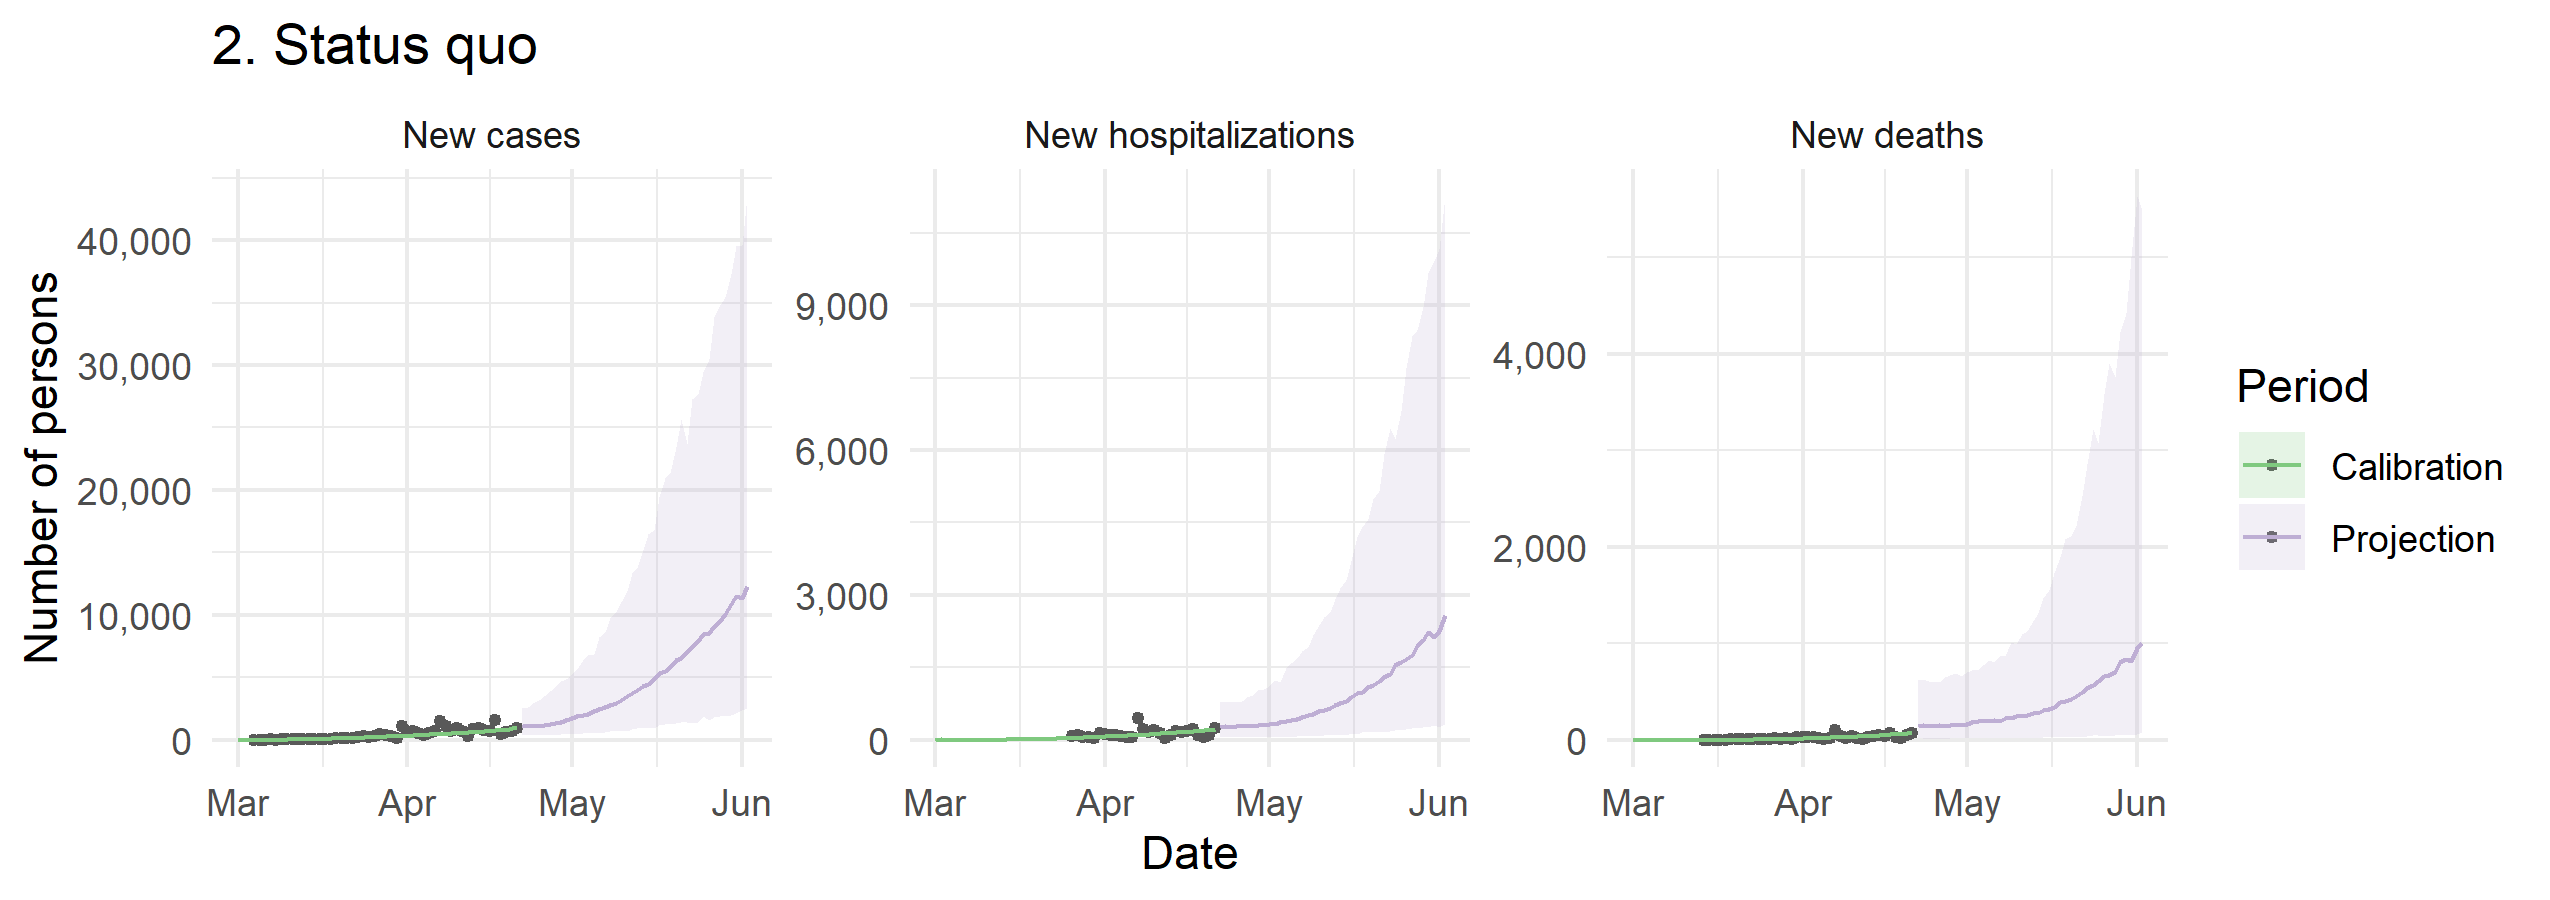 2. Status quo
New cases
New hospitalizations
New deaths
Number of persons
40,000
30,000
20,000
10,000
0
9,000
6,000
3,000
0
4,000
2,000
0
Mar Apr May Jun
Mar Apr May Jun
Mar Apr May Jun
Date
Period
Calibration
Projection